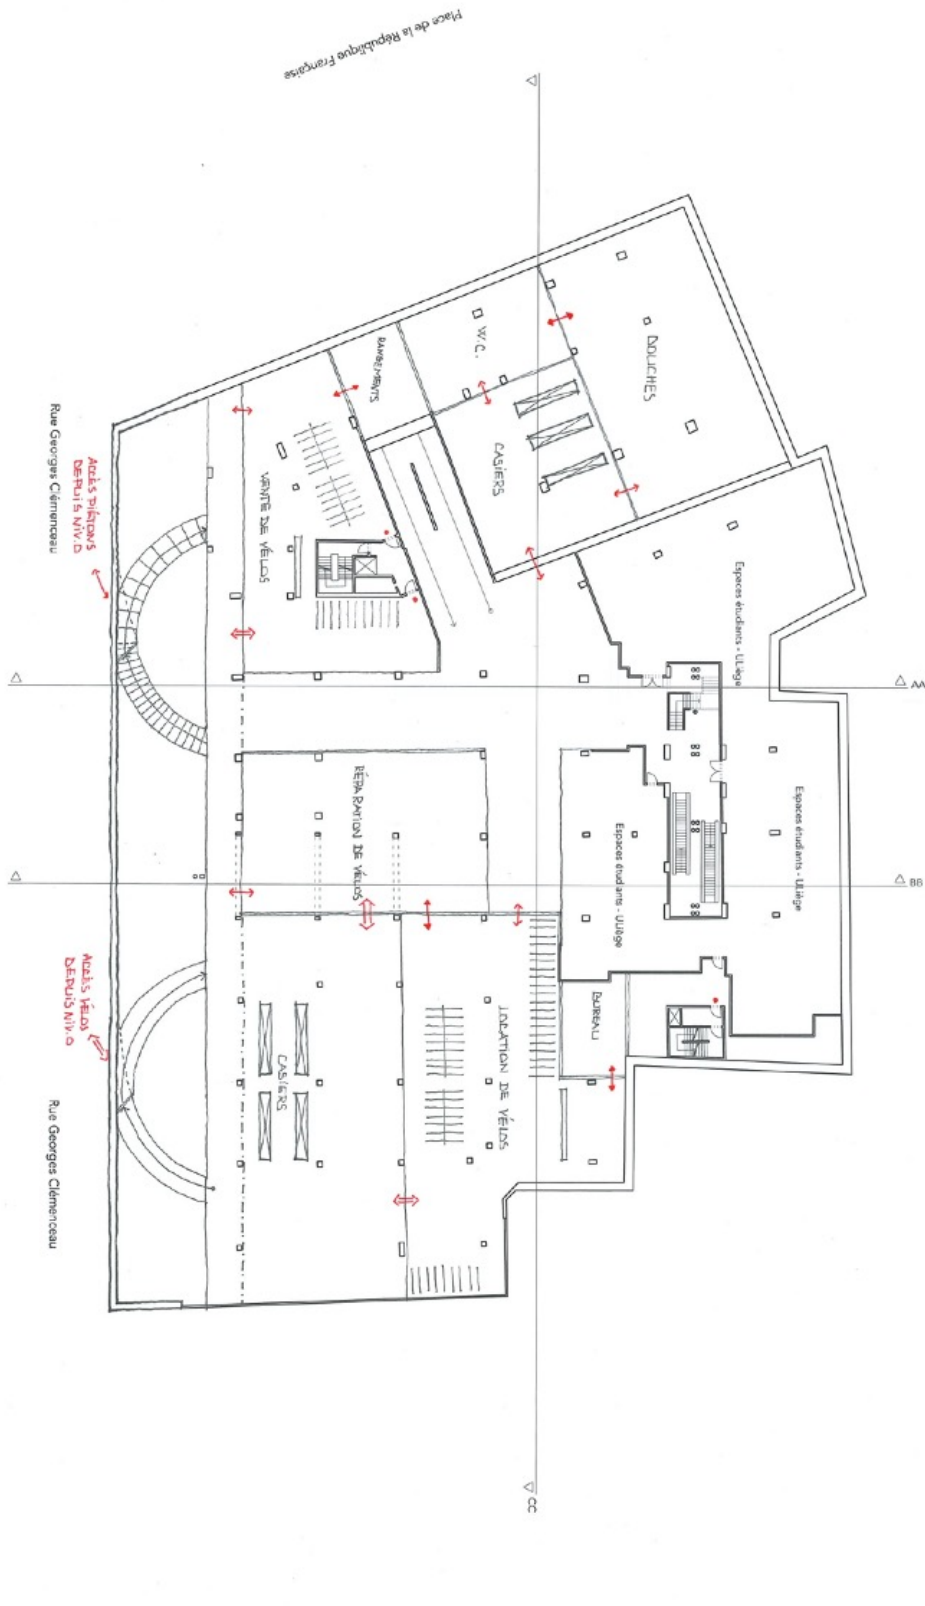 Place de la République Française
DOUCHES
W.C.
RANGEMENTS
CASIERS
VENTE DE VÉLOS
Rue Georges Clémenceau
ACCÈS PIÉTONS
DEPUIS NIV.0
Espaces étudiants - ULiège
AA
RÉPARATION DE VÉLOS
Espaces étudiants - ULiège
Espaces étudiants - ULiège
BB
ACCÈS VÉLOS
DEPUIS NIV.0
CASIERS
LOCATION DE VÉLOS
BUREAU
Rue Georges Clémenceau
CC